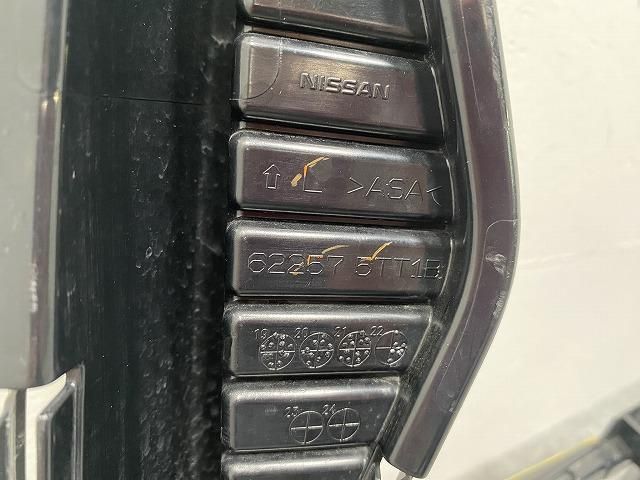 NISSAN
⇧ L >ASA<
62257 5TT1B
19 20 21 22
23 24